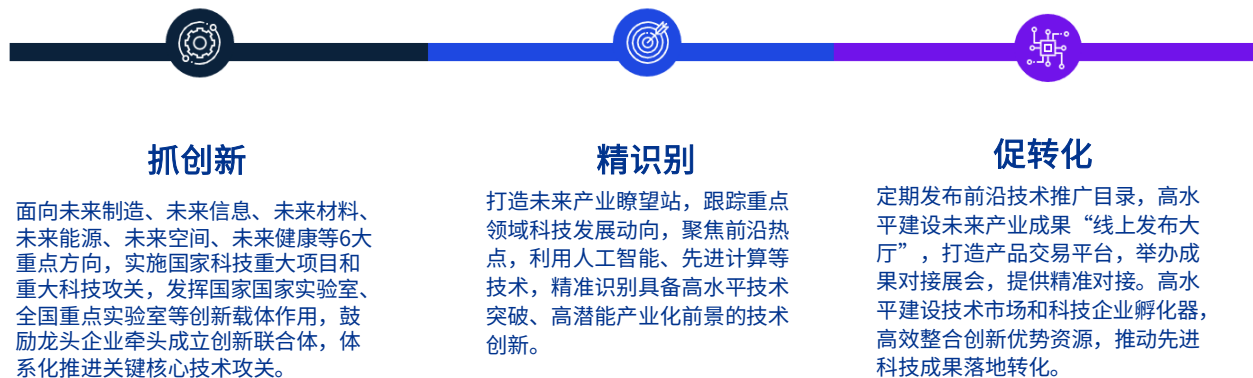 抓创新
面向未来制造、未来信息、未来材料、
未来能源、未来空间、未来健康等6大
重点方向，实施国家科技重大项目和
重大科技攻关，发挥国家国家实验室、
全国重点实验室等创新载体作用，鼓
励龙头企业牵头成立创新联合体，体
系化推进关键核心技术攻关。
精识别
打造未来产业瞭望站，跟踪重点
领域科技发展动向，聚焦前沿热
点，利用人工智能、先进计算等
技术，精准识别具备高水平技术
突破、高潜能产业化前景的技术
创新。
促转化
定期发布前沿技术推广目录，高水
平建设未来产业成果“线上发布大
厅”，打造产品交易平台，举办成
果对接展会，提供精准对接。高水
平建设技术市场和科技企业孵化器，
高效整合创新优势资源，推动先进
科技成果落地转化。